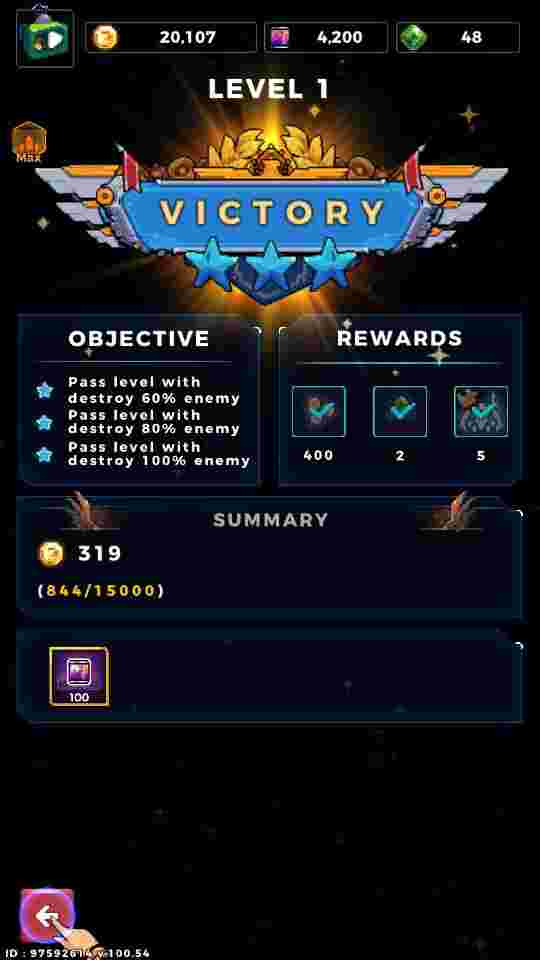 20,107
4,200
48
LEVEL 1
Max
VICTORY
OBJECTIVE
Pass level with
destroy 60% enemy
Pass level with
destroy 80% enemy
Pass level with
destroy 100% enemy
REWARDS
400
2
5
SUMMARY
319
(844/15000)
100